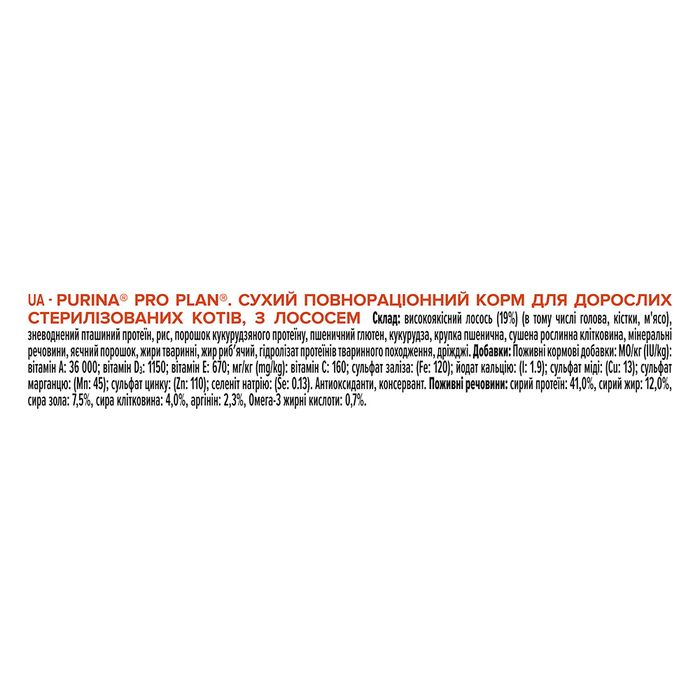 UA - PURINA® PRO PLAN®. СУХИЙ ПОВНОРАЦІОННИЙ КОРМ ДЛЯ ДОРОСЛИХ
СТЕРИЛІЗОВАНИХ КОТІВ, З ЛОСОСЕМ Склад: високоякісний лосось (19%) (в тому числі голова, кістки, м'ясо),
зневоднений пташиний протеїн, рис, порошок кукурудзяного протеїну, пшеничний глютен, кукурудза, крупка пшенична, сушена рослинна клітковина, мінеральні
речовини, яєчний порошок, жири тваринні, жир риб'ячий, гідролізат протеїнів тваринного походження, дріжджі. Добавки: Поживні кормові добавки: МО/кг (IU/kg):
вітамін А: 36 000; вітамін D₃: 1150; вітамін Е: 670; мг/кг (mg/kg): вітамін С: 160; сульфат заліза: (Fe: 120); йодат кальцію: (I: 1.9); сульфат міді: (Cu: 13); сульфат
марганцю: (Mn: 45); сульфат цинку: (Zn: 110); селеніт натрію: (Se: 0.13). Антиоксиданти, консервант. Поживні речовини: сирий протеїн: 41,0%, сирий жир: 12,0%,
сира зола: 7,5%, сира клітковина: 4,0%, аргінін: 2,3%, Омега-3 жирні кислоти: 0,7%.